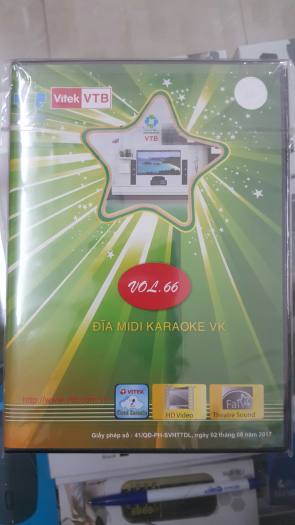 Vitek VTB
VTB
VOL.66
ĐĨA MIDI KARAOKE VK
VITEK
HD Video
Theatre Sound
Giấy phép số : 41/QĐ-PH-SVHTTDL, ngày 02 tháng 08 năm 2017